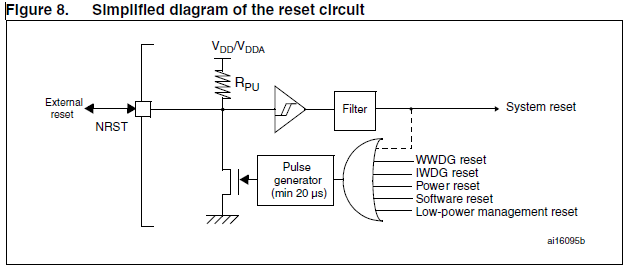 Figure 8. Simplified diagram of the reset circuit
VDD/VDDA
RPU
External
reset
NRST
Filter
System reset
Pulse
generator
(min 20 µs)
WWDG reset
IWDG reset
Power reset
Software reset
Low-power management reset
ai16095b